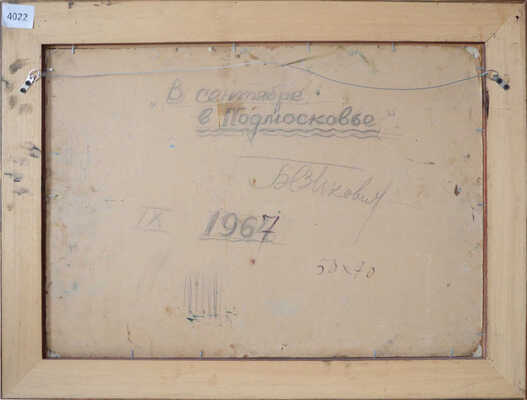 4022
"В сентябре
в Подмосковье"
IX 1967
50x70